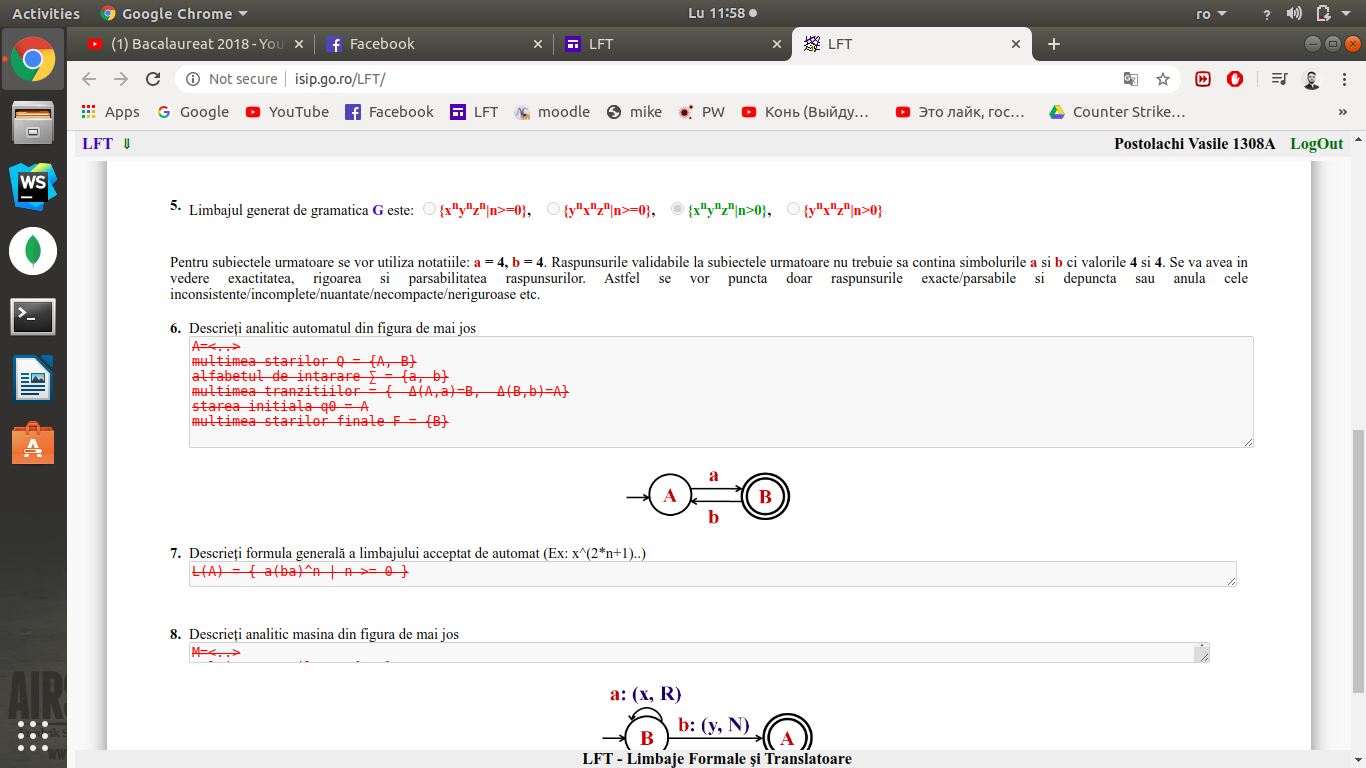 Activities Google Chrome Lu 11:58 ro ?
(1) Bacalaureat 2018 - You Facebook LFT LFT
Not secure | isip.go.ro/LFT/
Apps Google YouTube Facebook LFT moodle mike PW Конь (Выйду… Это лайк, гос… Counter Strike… »
LFT ⇓ Postolachi Vasile 1308A LogOut
5. Limbajul generat de gramatica G este: {xⁿyⁿzⁿ|n>=0}, {yⁿxⁿzⁿ|n>=0}, {xⁿyⁿzⁿ|n>0}, {yⁿxⁿzⁿ|n>0}
Pentru subiectele urmatoare se vor utiliza notatiile: a = 4, b = 4. Raspunsurile validabile la subiectele urmatoare nu trebuie sa contina simbolurile a si b ci valorile 4 si 4. Se va avea in
vedere exactitatea, rigoarea si parsabilitatea raspunsurilor. Astfel se vor puncta doar raspunsurile exacte/parsabile si depuncta sau anula cele
inconsistente/incomplete/nuantate/necompacte/neriguroase etc.
6. Descrieți analitic automatul din figura de mai jos
A=<..>
multimea starilor Q = {A, B}
alfabetul de intarare ∑ = {a, b}
multimea tranzitiilor = { Δ(A,a)=B, Δ(B,b)=A}
starea initiala q0 = A
multimea starilor finale F = {B}
a
A B
b
7. Descrieți formula generală a limbajului acceptat de automat (Ex: x^(2*n+1)..)
L(A) = { a(ba)^n | n >= 0 }
8. Descrieți analitic masina din figura de mai jos
M=<..>
a: (x, R)
b: (y, N)
B A
LFT - Limbaje Formale și Translatoare